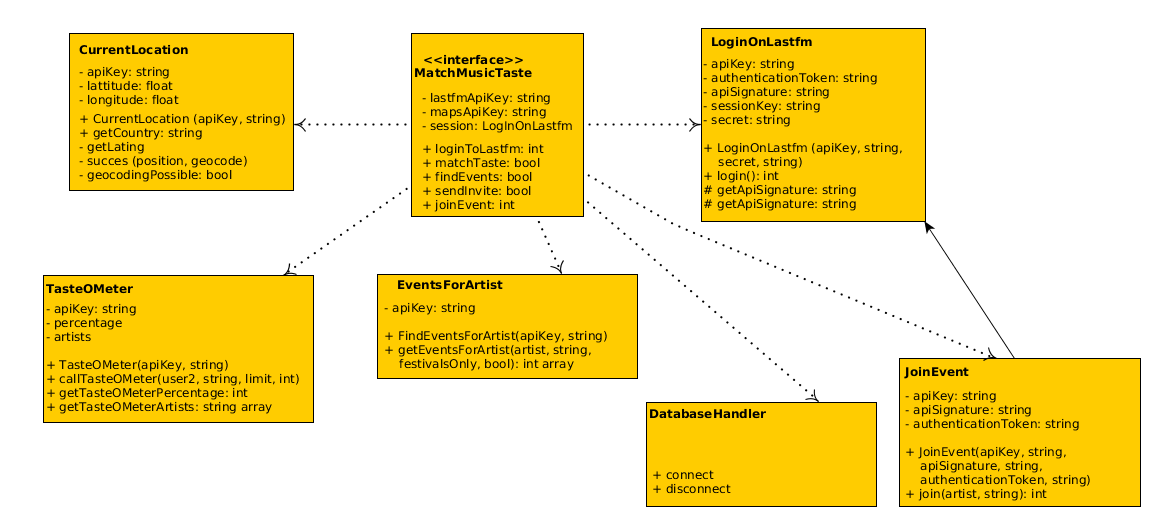 CurrentLocation
- apiKey: string
- lattitude: float
- longitude: float
+ CurrentLocation (apiKey, string)
+ getCountry: string
- getLating
- succes (position, geocode)
- geocodingPossible: bool
<<interface>>
MatchMusicTaste
- lastfmApiKey: string
- mapsApiKey: string
- session: LogInOnLastfm
+ loginToLastfm: int
+ matchTaste: bool
+ findEvents: bool
+ sendInvite: bool
+ joinEvent: int
LoginOnLastfm
- apiKey: string
- authenticationToken: string
- apiSignature: string
- sessionKey: string
- secret: string
+ LoginOnLastfm (apiKey, string,
secret, string)
+ login(): int
# getApiSignature: string
# getApiSignature: string
TasteOMeter
- apiKey: string
- percentage
- artists
+ TasteOMeter(apiKey, string)
+ callTasteOMeter(user2, string, limit, int)
+ getTasteOMeterPercentage: int
+ getTasteOMeterArtists: string array
EventsForArtist
- apiKey: string
+ FindEventsForArtist(apiKey, string)
+ getEventsForArtist(artist, string,
festivalsOnly, bool): int array
DatabaseHandler
+ connect
+ disconnect
JoinEvent
- apiKey: string
- apiSignature: string
- authenticationToken: string
+ JoinEvent(apiKey, string,
apiSignature, string,
authenticationToken, string)
+ join(artist, string): int